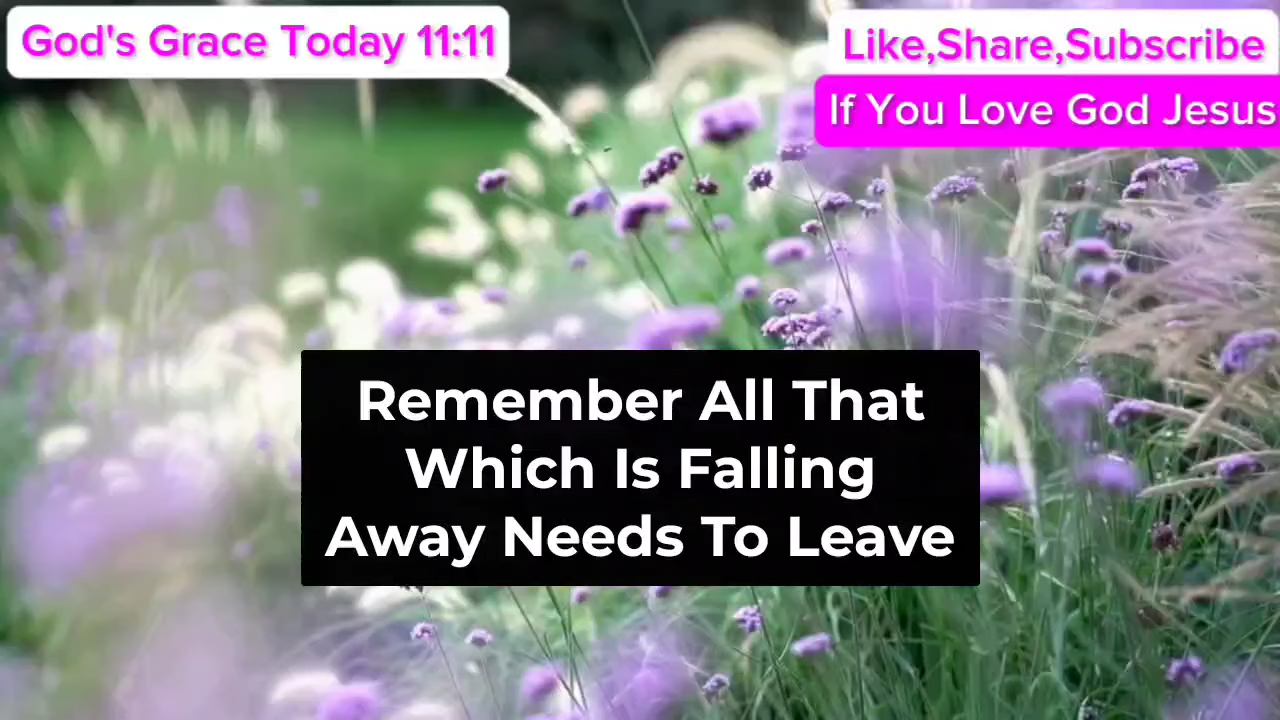 God's Grace Today 11:11
Like,Share,Subscribe
If You Love God Jesus
Remember All That
Which Is Falling
Away Needs To Leave